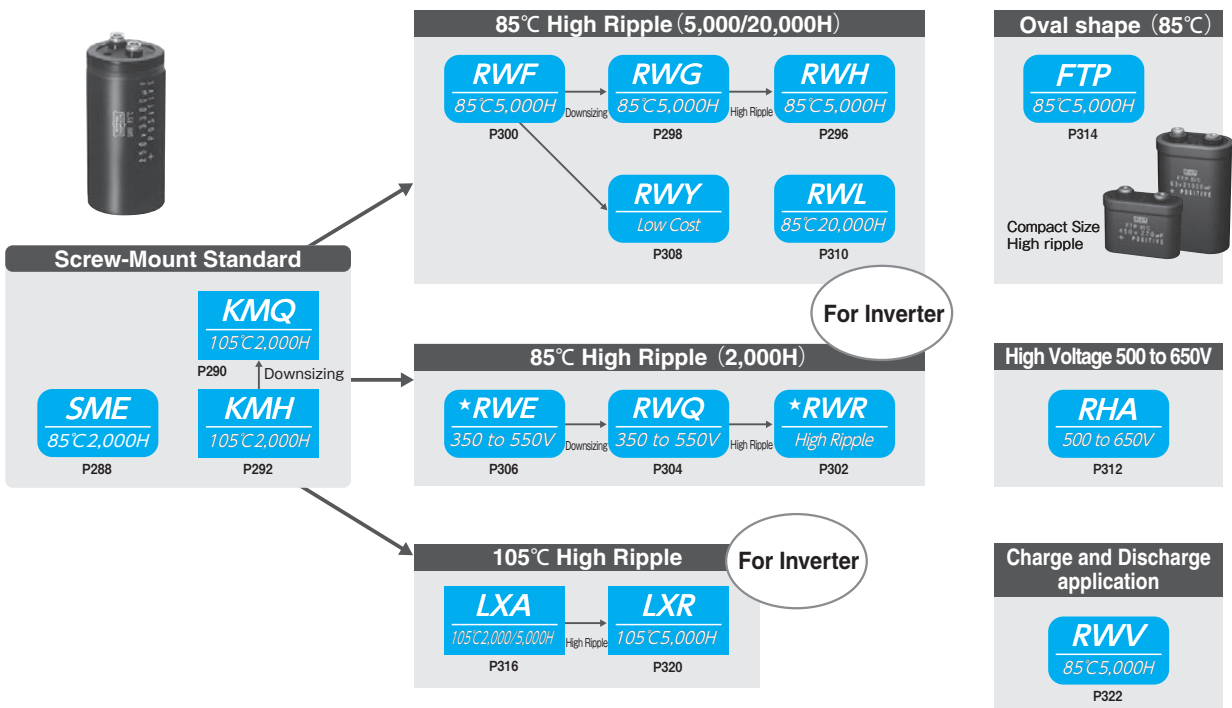 85℃ High Ripple（5,000/20,000H）
RWF
85℃5,000H
P300
Downsizing
RWG
85℃5,000H
P298
High Ripple
RWH
85℃5,000H
P296
RWY
Low Cost
P308
RWL
85℃20,000H
P310
For Inverter
Oval shape（85℃）
FTP
85℃5,000H
P314
Compact Size
High ripple
Screw-Mount Standard
KMQ
105℃2,000H
P290
Downsizing
SME
85℃2,000H
P288
KMH
105℃2,000H
P292
85℃ High Ripple（2,000H）
★RWE
350 to 550V
P306
Downsizing
RWQ
350 to 550V
P304
High Ripple
★RWR
High Ripple
P302
High Voltage 500 to 650V
RHA
500 to 650V
P312
105℃ High Ripple
For Inverter
LXA
105℃2,000/5,000H
P316
High Ripple
LXR
105℃5,000H
P320
Charge and Discharge
application
RWV
85℃5,000H
P322